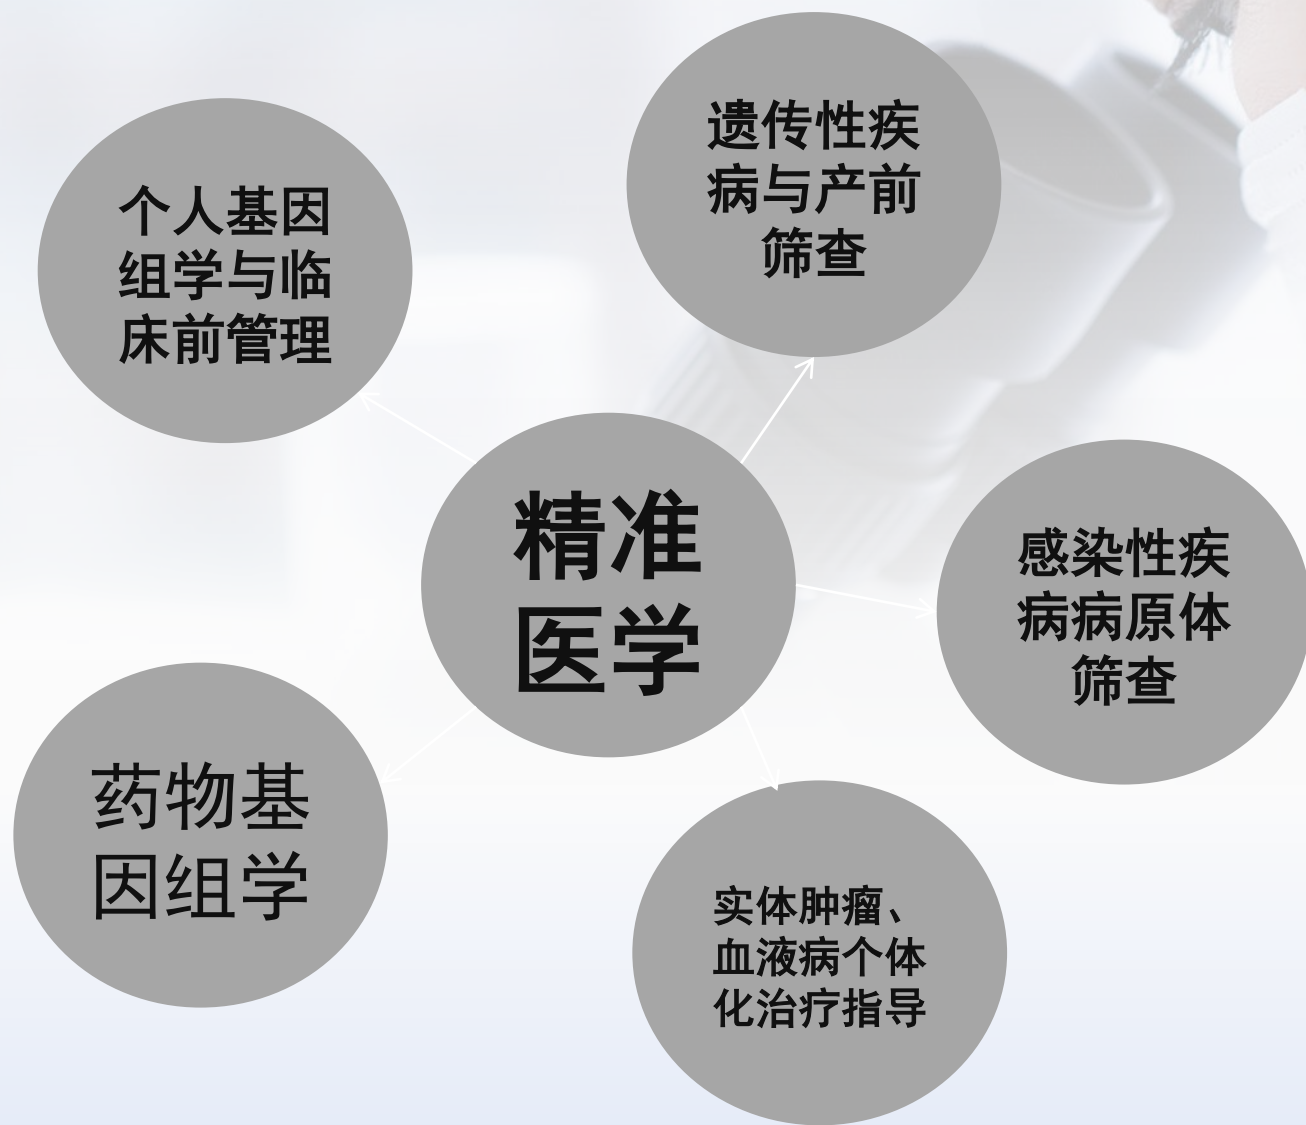 遗传性疾
病与产前
筛查
个人基因
组学与临
床前管理
精准
医学
感染性疾
病病原体
筛查
药物基
因组学
实体肿瘤、
血液病个体
化治疗指导